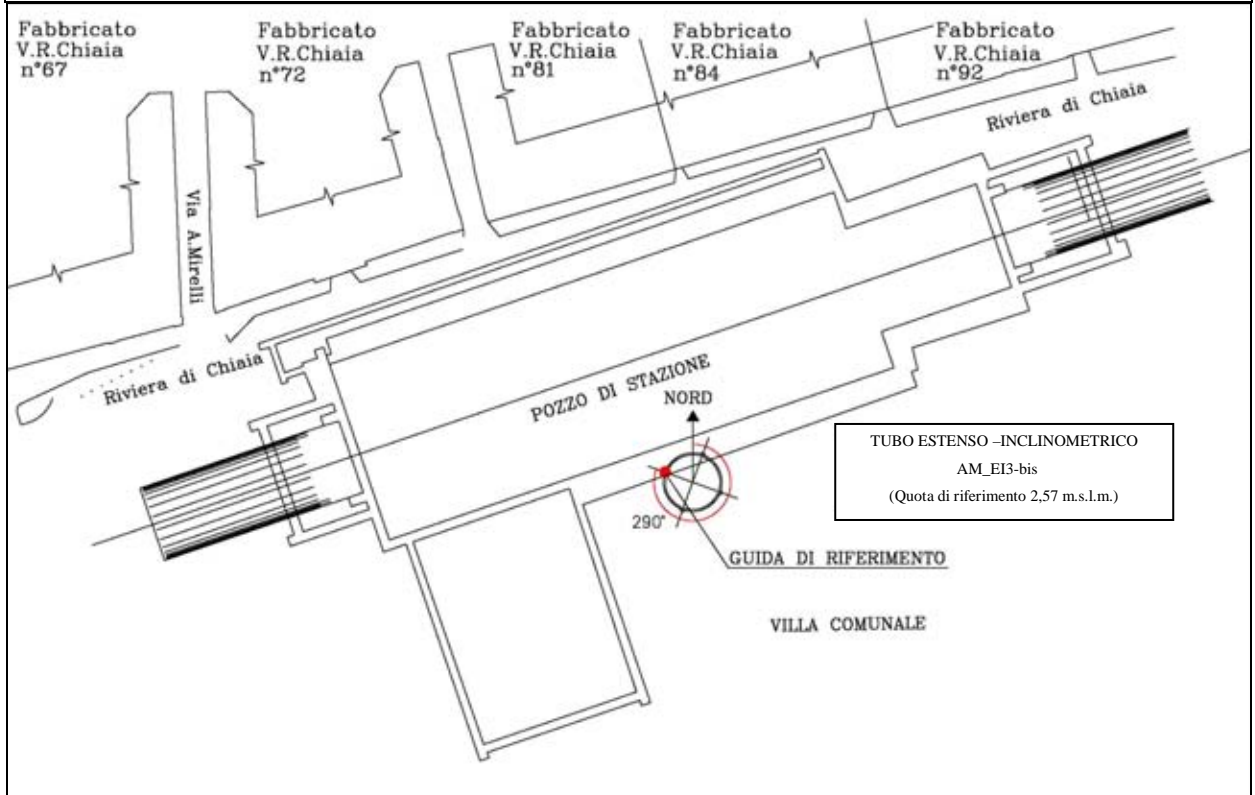 Fabbricato
V.R.Chiaia
n°67
Fabbricato
V.R.Chiaia
n°72
Fabbricato
V.R.Chiaia
n°81
Fabbricato
V.R.Chiaia
n°84
Fabbricato
V.R.Chiaia
n°92
Riviera di Chiaia
Via A.Mirelli
Riviera di Chiaia
POZZO DI STAZIONE
NORD
TUBO ESTENSO –INCLINOMETRICO
AM_EI3-bis
(Quota di riferimento 2,57 m.s.l.m.)
290°
GUIDA DI RIFERIMENTO
VILLA COMUNALE